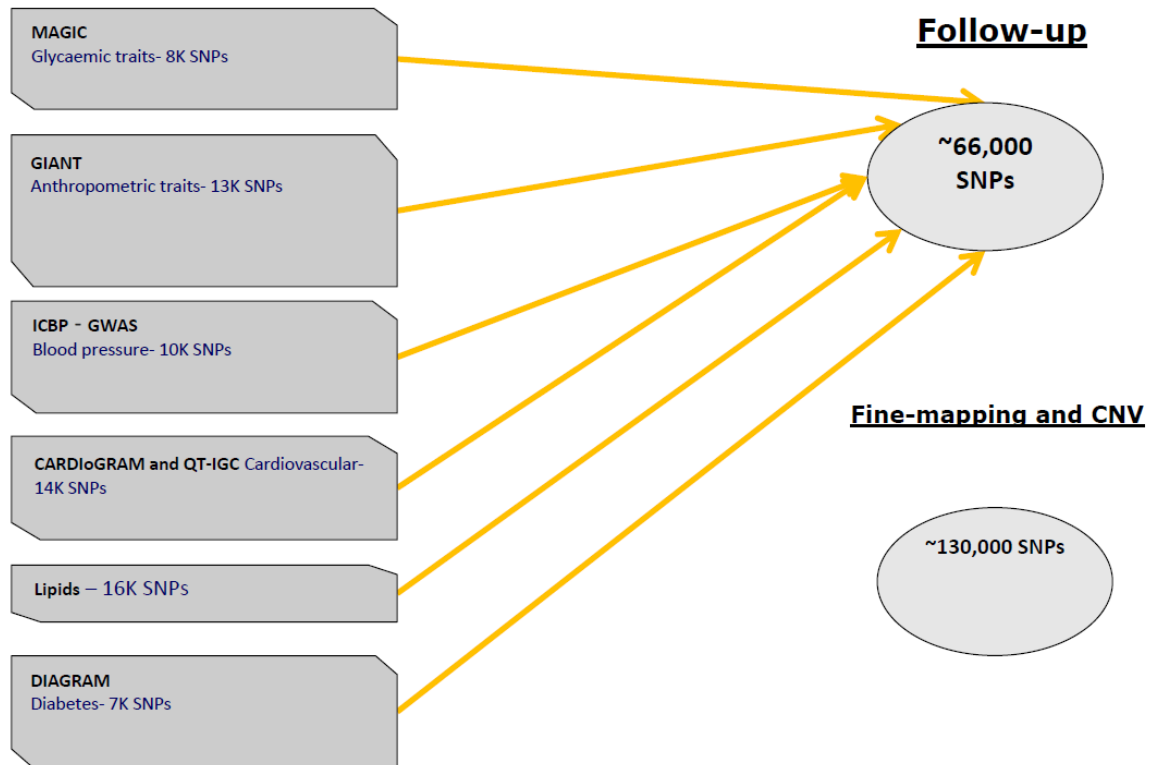 MAGIC
Glycaemic traits- 8K SNPs
GIANT
Anthropometric traits- 13K SNPs
ICBP - GWAS
Blood pressure- 10K SNPs
CARDIoGRAM and QT-IGC Cardiovascular-
14K SNPs
Lipids – 16K SNPs
DIAGRAM
Diabetes- 7K SNPs
Follow-up
~66,000
SNPs
Fine-mapping and CNV
~130,000 SNPs